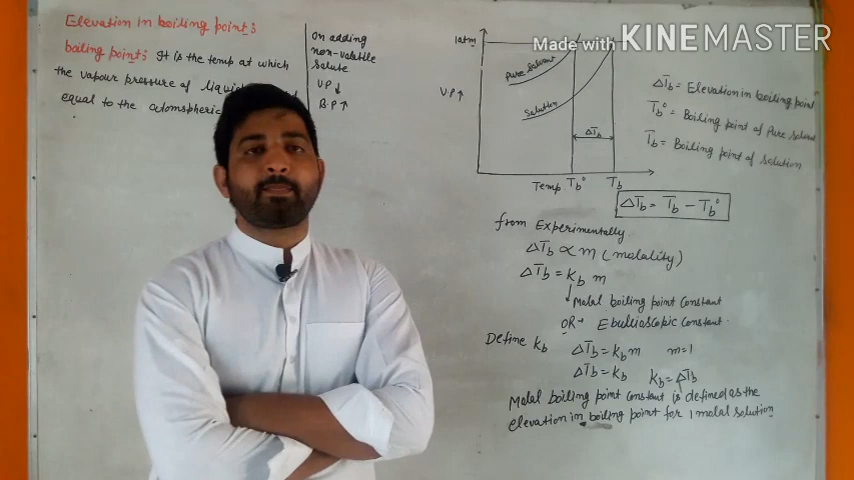 Elevation in boiling point:
boiling point: It is the temp at which
the vapour pressure of liquid
equal to the atomspheric
On adding
non-volatile
solute
V.P↓
B.P↑
1atm
Made with KINEMASTER
Pure solvent
V.P↑
Solution
ΔTb
Temp Tb° Tb
ΔTb = Elevation in boiling point
Tb° = Boiling point of Pure solvent
Tb = Boiling point of solution
ΔTb = Tb - Tb°
from Experimentally
ΔTb ∝ m (molality)
ΔTb = kb m
Molal boiling point Constant
OR→ Ebullioscopic Constant.
Define kb ΔTb = kb m m=1
ΔTb = kb kb = ΔTb
Molal boiling point constant is defined as the
elevation in boiling point for 1 molal solution